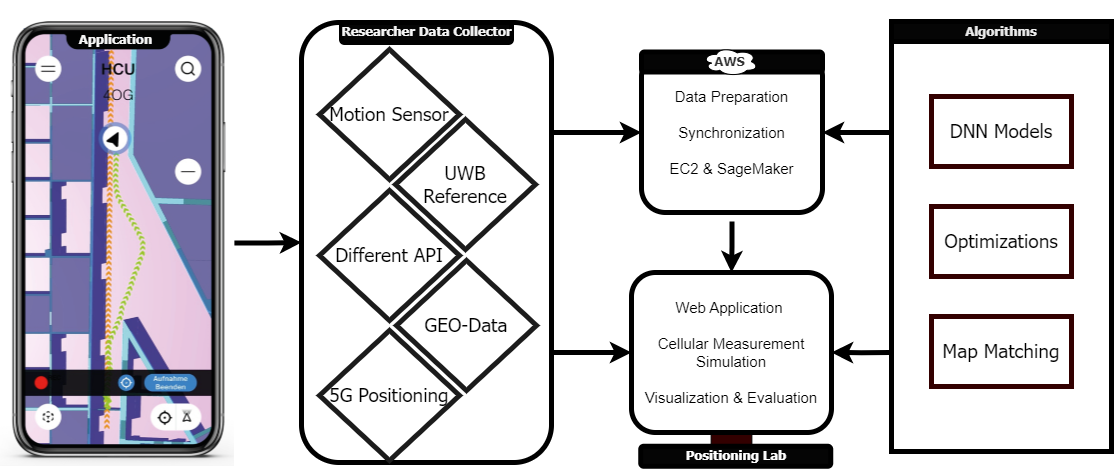 Application
HCU
4OG
Aufnahme
Beenden
Researcher Data Collector
Motion Sensor
UWB
Reference
Different API
GEO-Data
5G Positioning
AWS
Data Preparation
Synchronization
EC2 & SageMaker
Web Application
Cellular Measurement
Simulation
Visualization & Evaluation
Positioning Lab
Algorithms
DNN Models
Optimizations
Map Matching